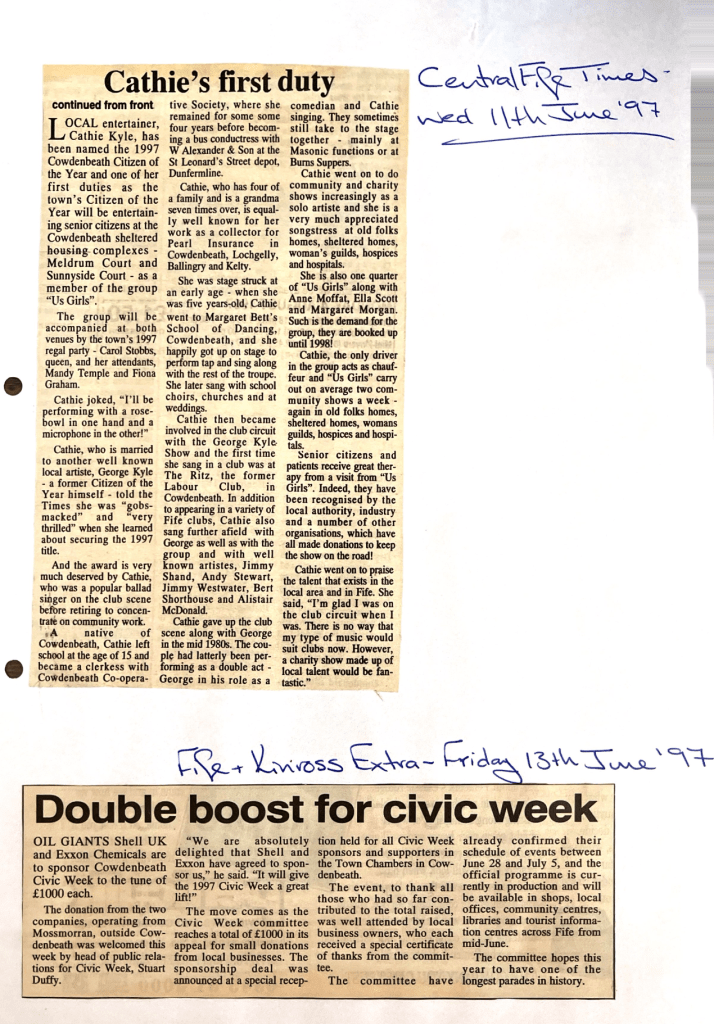 Central Fife Times -
Wed 11th June '97
Cathie's first duty
continued from front
LOCAL entertainer,
Cathie Kyle, has
been named the 1997
Cowdenbeath Citizen of
the Year and one of her
first duties as the
town's Citizen of the
Year will be entertain-
ing senior citizens at the
Cowdenbeath sheltered
housing complexes -
Meldrum Court and
Sunnyside Court - as a
member of the group
"Us Girls".
The group will be
accompanied at both
venues by the town's 1997
regal party - Carol Stobbs,
queen, and her attendants,
Mandy Temple and Fiona
Graham.
Cathie joked, "I'll be
performing with a rose-
bowl in one hand and a
microphone in the other!"
Cathie, who is married
to another well known
local artiste, George Kyle
- a former Citizen of the
Year himself - told the
Times she was "gobs-
macked" and "very
thrilled" when she learned
about securing the 1997
title.
And the award is very
much deserved by Cathie,
who was a popular ballad
singer on the club scene
before retiring to concen-
trate on community work.
A native of
Cowdenbeath, Cathie left
school at the age of 15 and
became a clerkess with
Cowdenbeath Co-opera-
tive Society, where she
remained for some some
four years before becom-
ing a bus conductress with
W Alexander & Son at the
St Leonard's Street depot,
Dunfermline.
Cathie, who has four of
a family and is a grandma
seven times over, is equal-
ly well known for her
work as a collector for
Pearl Insurance in
Cowdenbeath, Lochgelly,
Ballingry and Kelty.
She was stage struck at
an early age - when she
was five years-old, Cathie
went to Margaret Bett's
School of Dancing,
Cowdenbeath, and she
happily got up on stage to
perform tap and sing along
with the rest of the troupe.
She later sang with school
choirs, churches and at
weddings.
Cathie then became
involved in the club circuit
with the George Kyle
Show and the first time
she sang in a club was at
The Ritz, the former
Labour Club, in
Cowdenbeath. In addition
to appearing in a variety of
Fife clubs, Cathie also
sang further afield with
George as well as with the
group and with well
known artistes, Jimmy
Shand, Andy Stewart,
Jimmy Westwater, Bert
Shorthouse and Alistair
McDonald.
Cathie gave up the club
scene along with George
in the mid 1980s. The cou-
ple had latterly been per-
forming as a double act -
George in his role as a
comedian and Cathie
singing. They sometimes
still take to the stage
together - mainly at
Masonic functions or at
Burns Suppers.
Cathie went on to do
community and charity
shows increasingly as a
solo artiste and she is a
very much appreciated
songstress at old folks
homes, sheltered homes,
woman's guilds, hospices
and hospitals.
She is also one quarter
of "Us Girls" along with
Anne Moffat, Ella Scott
and Margaret Morgan.
Such is the demand for the
group, they are booked up
until 1998!
Cathie, the only driver
in the group acts as chauf-
feur and "Us Girls" carry
out on average two com-
munity shows a week -
again in old folks homes,
sheltered homes, womans
guilds, hospices and hospi-
tals.
Senior citizens and
patients receive great ther-
apy from a visit from "Us
Girls". Indeed, they have
been recognised by the
local authority, industry
and a number of other
organisations, which have
all made donations to keep
the show on the road!
Cathie went on to praise
the talent that exists in the
local area and in Fife. She
said, "I'm glad I was on
the club circuit when I
was. There is no way that
my type of music would
suit clubs now. However,
a charity show made up of
local talent would be fan-
tastic."
Fife + Kinross Extra - Friday 13th June '97
Double boost for civic week
OIL GIANTS Shell UK
and Exxon Chemicals are
to sponsor Cowdenbeath
Civic Week to the tune of
£1000 each.
The donation from the two
companies, operating from
Mossmorran, outside Cow-
denbeath was welcomed this
week by head of public rela-
tions for Civic Week, Stuart
Duffy.
"We are absolutely
delighted that Shell and
Exxon have agreed to spon-
sor us," he said. "It will give
the 1997 Civic Week a great
lift!"
The move comes as the
Civic Week committee
reaches a total of £1000 in its
appeal for small donations
from local businesses. The
sponsorship deal was
announced at a special recep-
tion held for all Civic Week
sponsors and supporters in
the Town Chambers in Cow-
denbeath.
The event, to thank all
those who had so far con-
tributed to the total raised,
was well attended by local
business owners, who each
received a special certificate
of thanks from the commit-
tee.
The committee have
already confirmed their
schedule of events between
June 28 and July 5, and the
official programme is cur-
rently in production and will
be available in shops, local
offices, community centres,
libraries and tourist informa-
tion centres across Fife from
mid-June.
The committee hopes this
year to have one of the
longest parades in history.